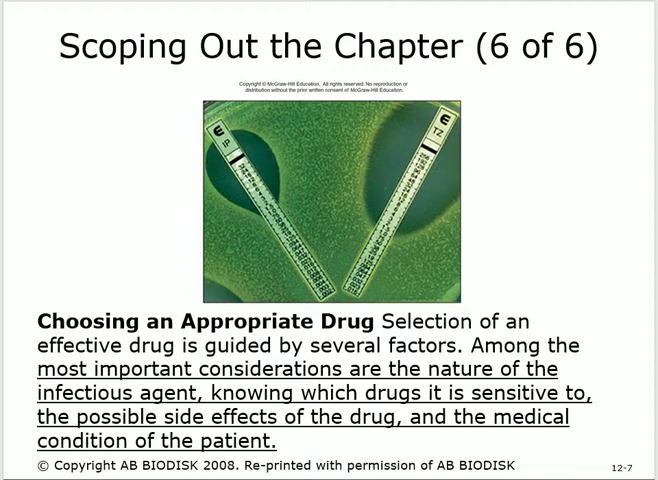 Scoping Out the Chapter (6 of 6)
Copyright © McGraw-Hill Education. All rights reserved. No reproduction or
distribution without the prior written consent of McGraw-Hill Education.
IP
TZ
256
Choosing an Appropriate Drug Selection of an
effective drug is guided by several factors. Among the
most important considerations are the nature of the
infectious agent, knowing which drugs it is sensitive to,
the possible side effects of the drug, and the medical
condition of the patient.
© Copyright AB BIODISK 2008. Re-printed with permission of AB BIODISK
12-7